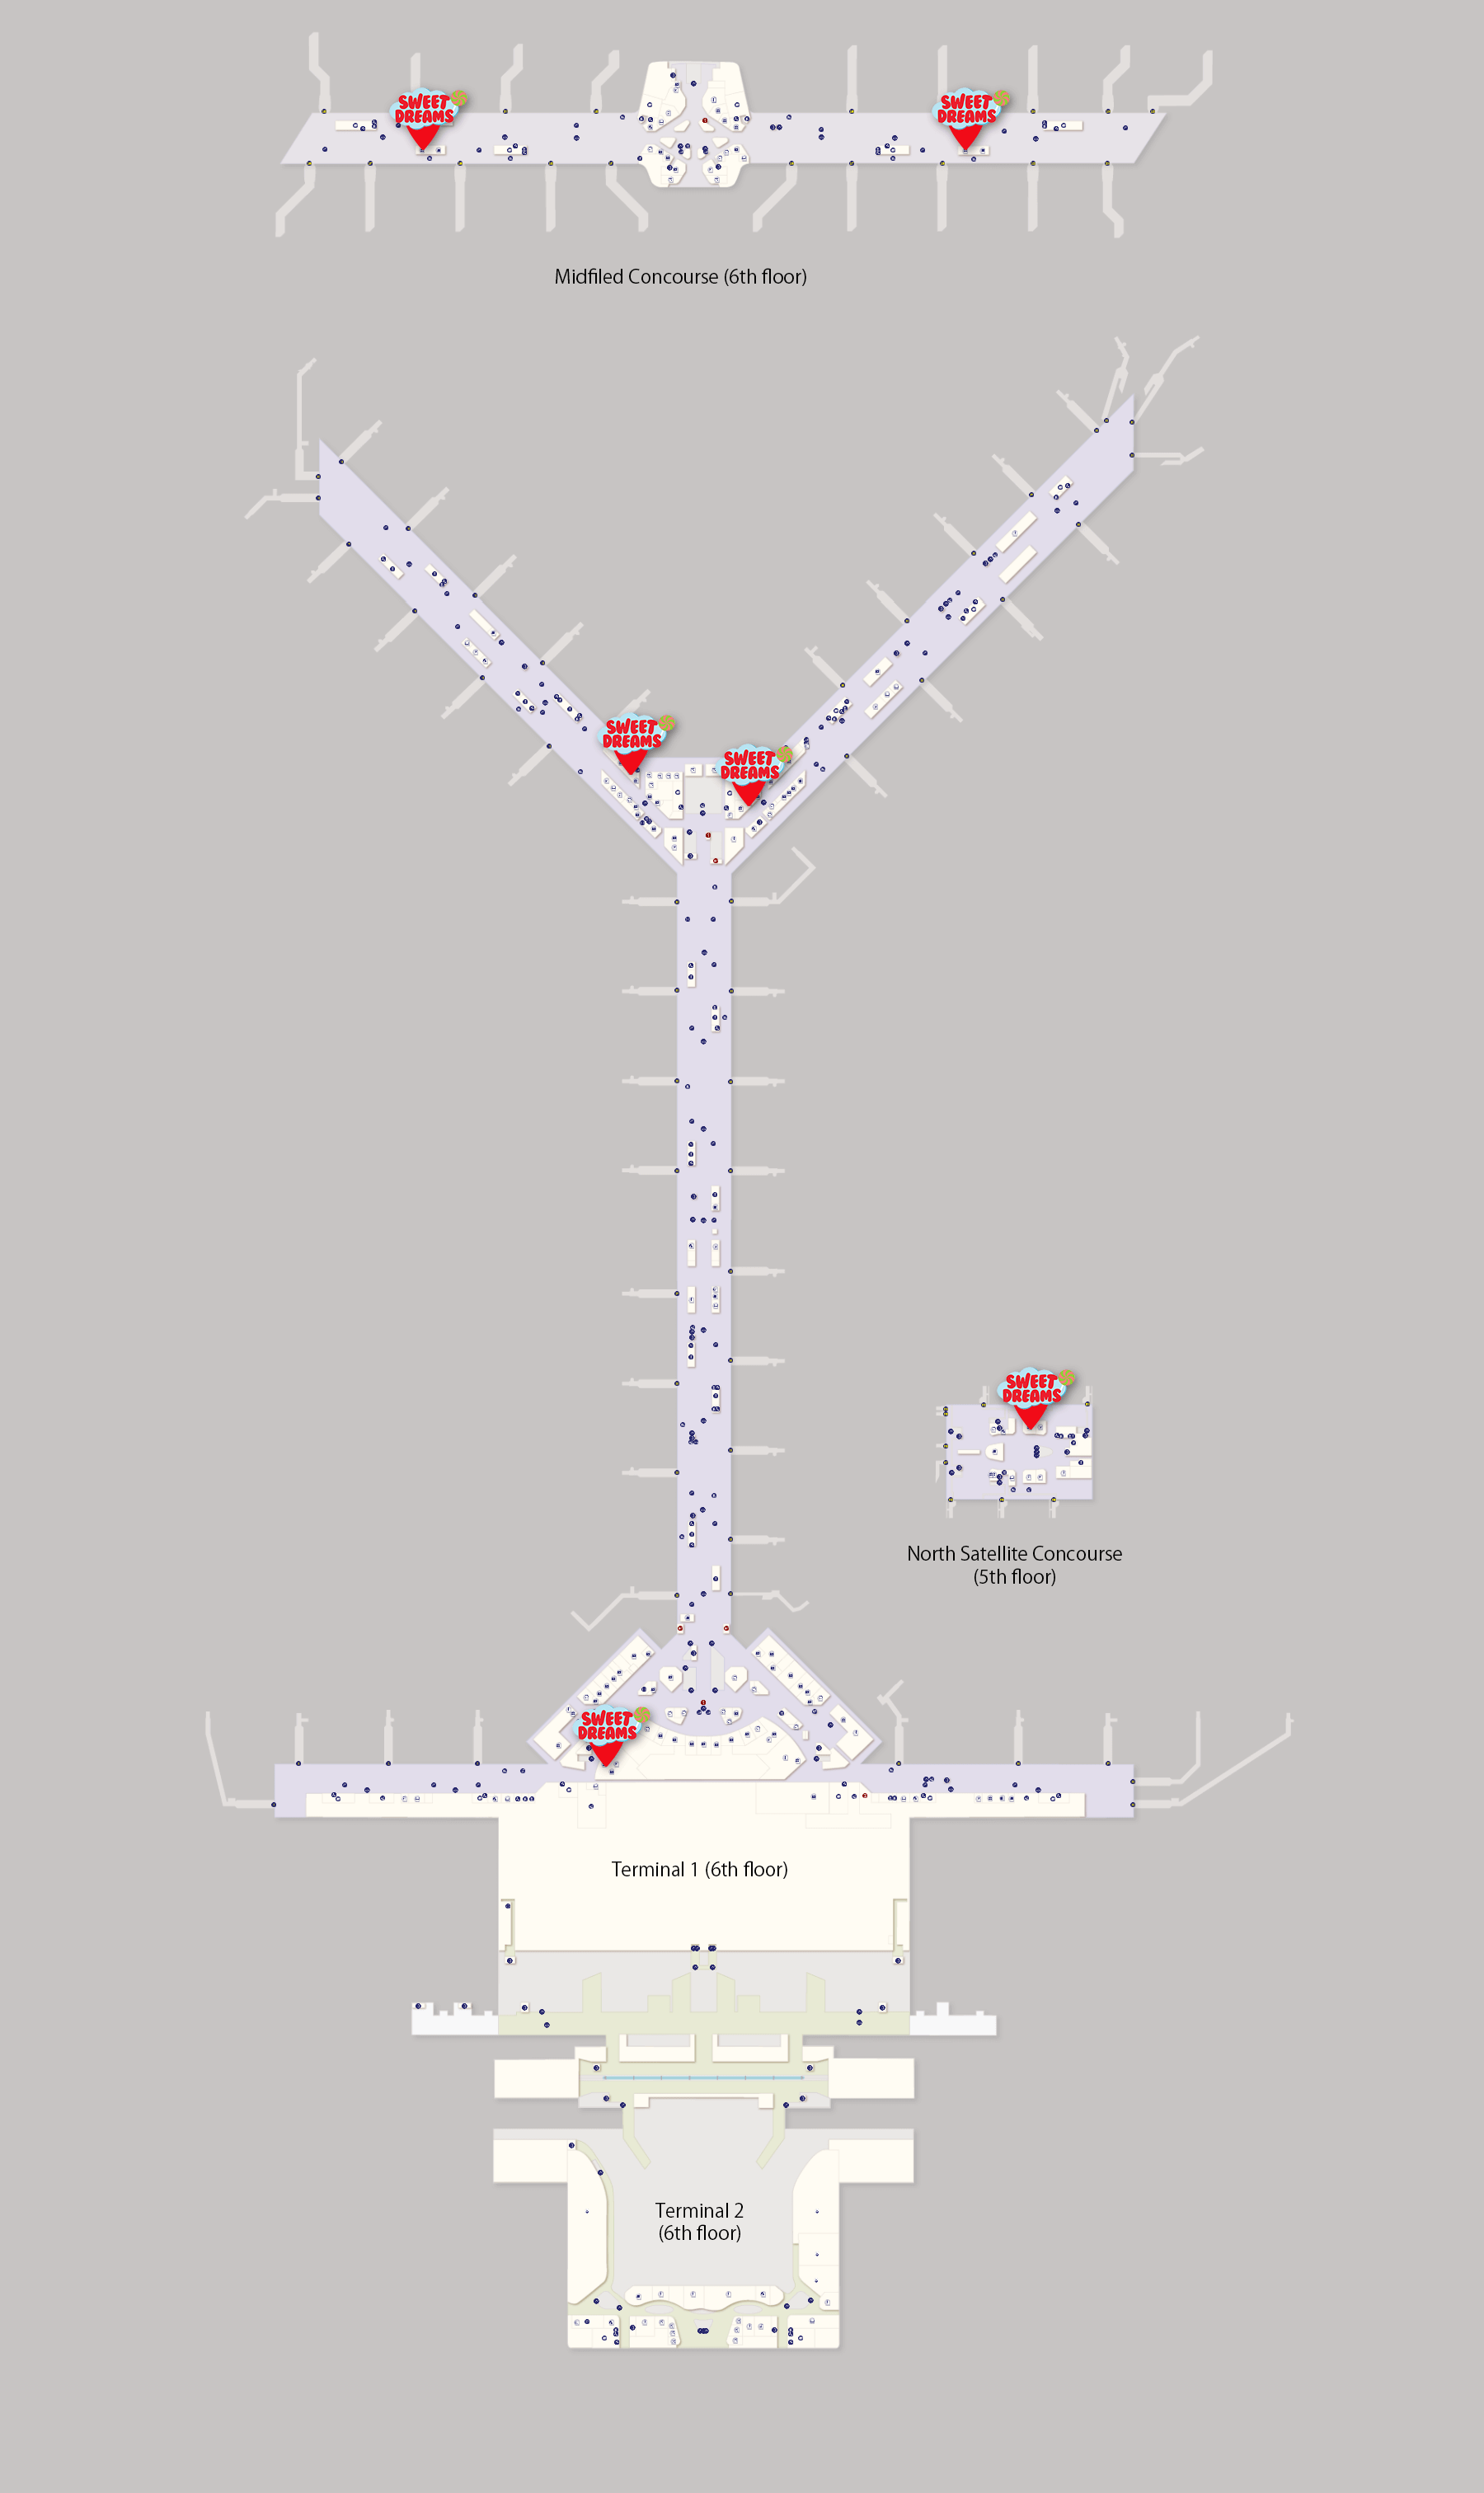 SWEET
DREAMS
SWEET
DREAMS
Midfiled Concourse (6th floor)
SWEET
DREAMS
SWEET
DREAMS
SWEET
DREAMS
North Satellite Concourse
(5th floor)
SWEET
DREAMS
Terminal 1 (6th floor)
Terminal 2
(6th floor)